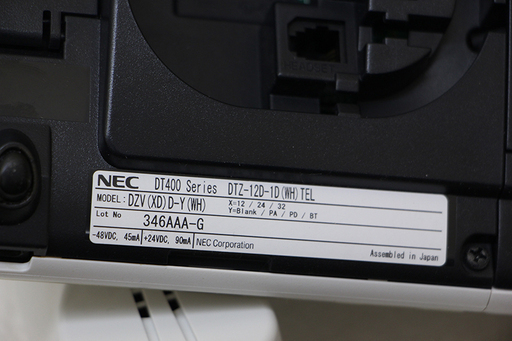 NEC DT400 Series DTZ-12D-1D(WH)TEL
MODEL: DZV(XD)D-Y(WH) X=12 / 24 / 32
Y=Blank / PA / PD / BT
Lot No 346AAA-G
-48VDC, 45mA +24VDC, 90mA NEC Corporation
Assembled in Japan